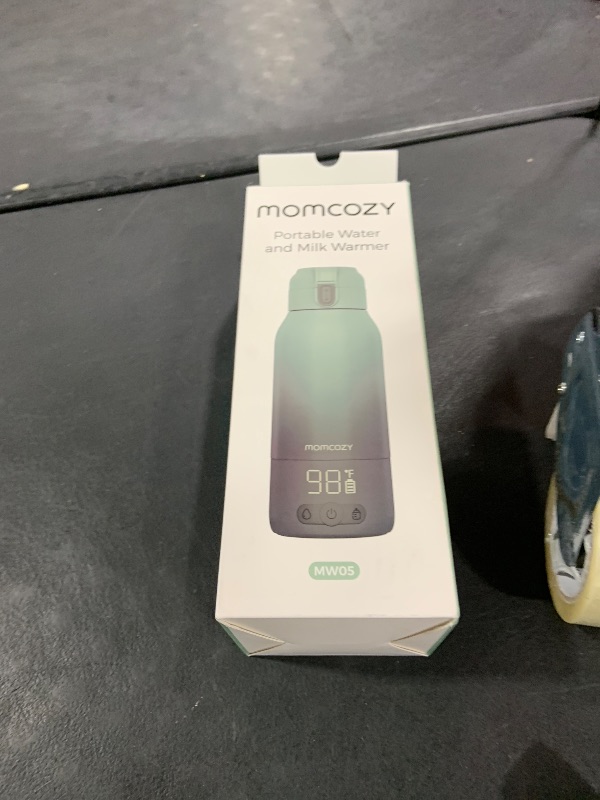 momcozy
Portable Water
and Milk Warmer
momcozy
98°F
MW05